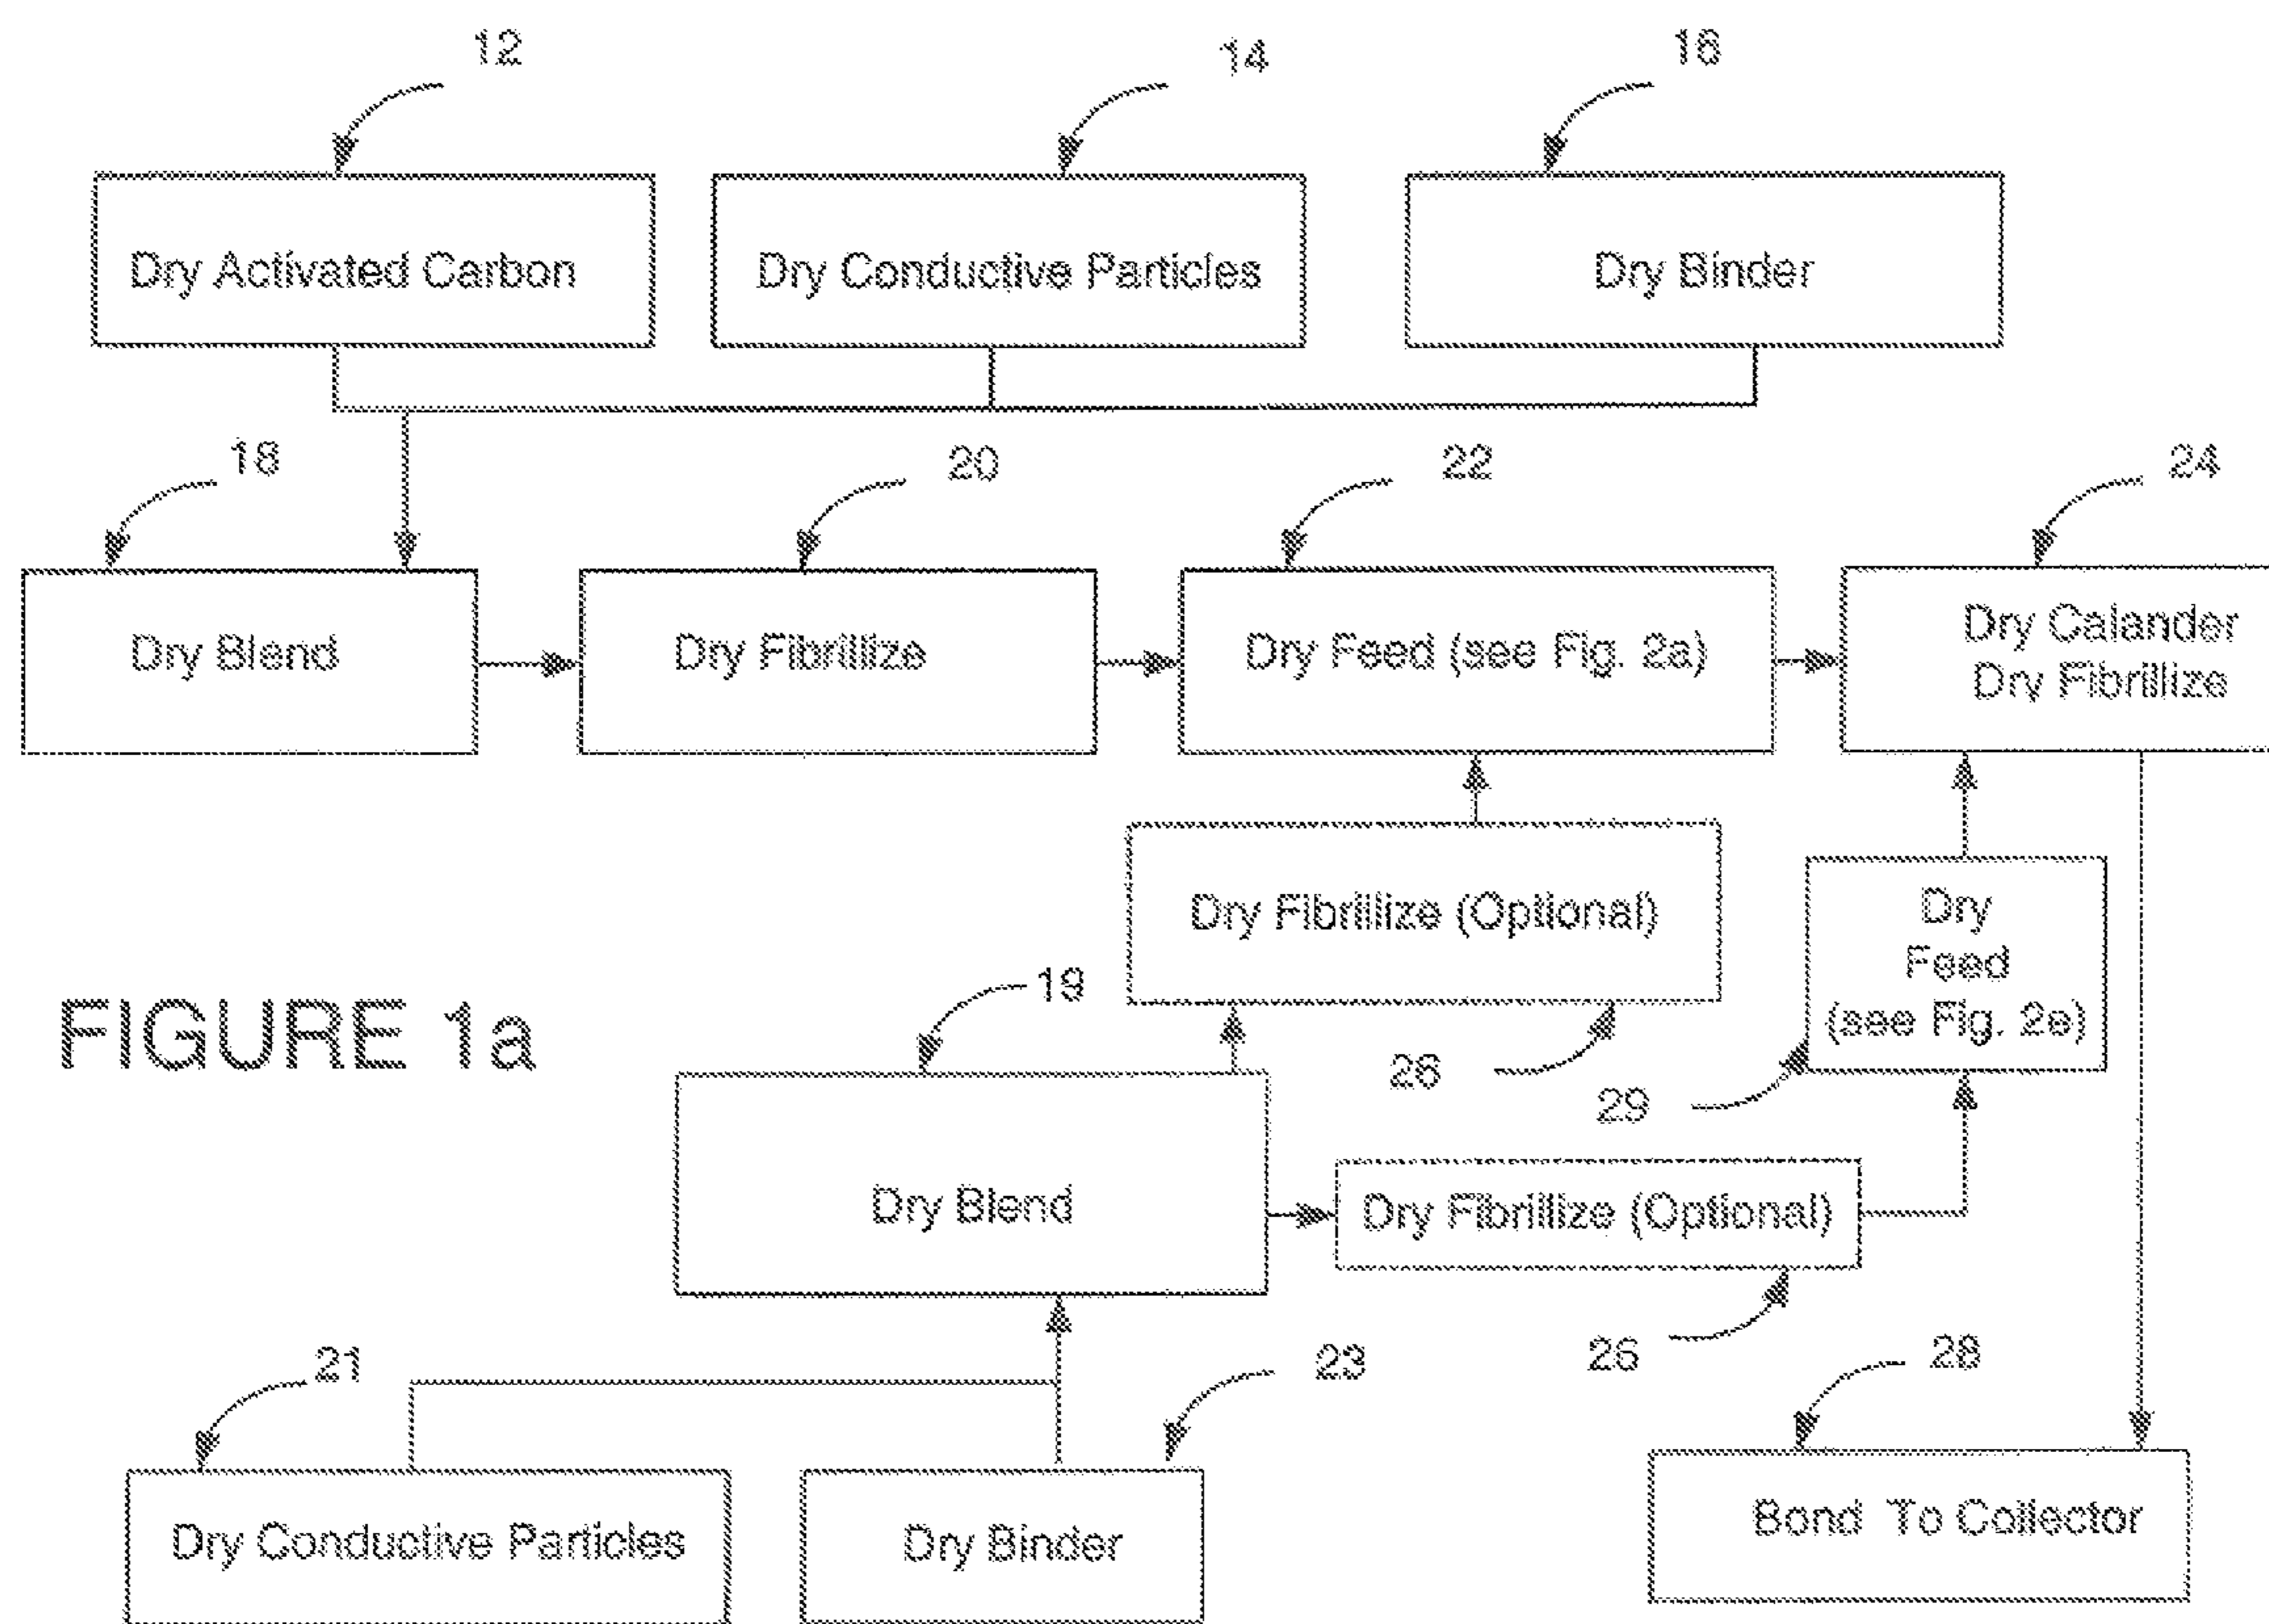 12
14
16
Dry Activated Carbon
Dry Conductive Particles
Dry Binder
18
20
22
24
Dry Blend
Dry Fibrillize
Dry Feed (see Fig. 2a)
Dry Calander
Dry Fibrillize
Dry Fibrillize (Optional)
Dry
Feed
(see Fig. 2e)
19
FIGURE 1a
26
29
Dry Blend
Dry Fibrillize (Optional)
21
23
26
28
Dry Conductive Particles
Dry Binder
Bond To Collector